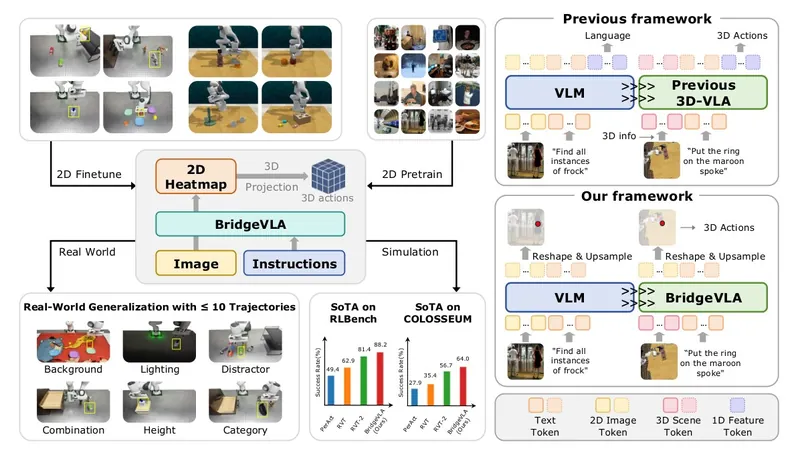 2D Finetune
2D Pretrain
2D
Heatmap
3D
Projection
3D actions
BridgeVLA
Image
Instructions
Real World
Simulation
Real-World Generalization with ≤ 10 Trajectories
Background
Lighting
Distractor
Combination
Height
Category
SoTA on
RLBench
Success Rate(%)
49.4
62.9
81.4
88.2
PerAct
RVT
RVT-2
BridgeVLA
(Ours)
SoTA on
COLOSSEUM
Success Rate(%)
27.9
35.4
56.7
64.0
PerAct
RVT
RVT-2
BridgeVLA
(Ours)
Previous framework
Language
3D Actions
... ... ... ...
VLM
>>>>
>>>>
Previous
3D-VLA
... ...
3D info
"Find all
instances
of frock"
"Put the ring
on the maroon
spoke"
Our framework
3D Actions
Reshape & Upsample
Reshape & Upsample
... ...
VLM
>>>>
>>>>
BridgeVLA
... ...
"Find all
instances
of frock"
"Put the ring
on the maroon
spoke"
Text
Token
2D Image
Token
3D Scene
Token
1D Feature
Token